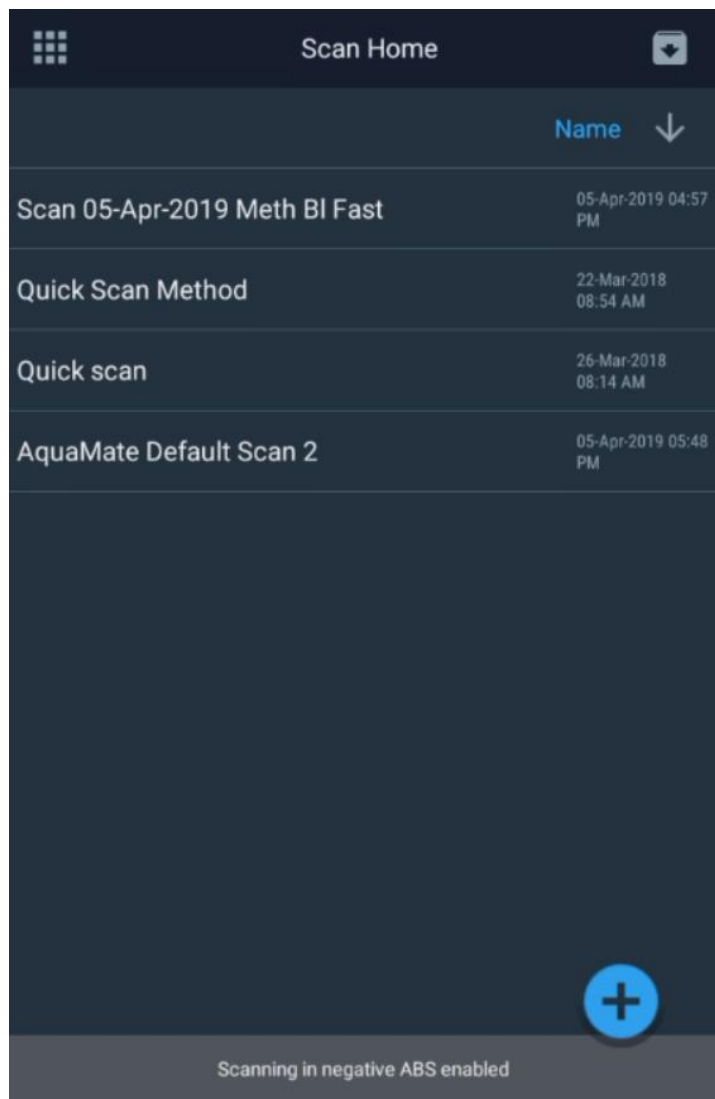 Scan Home
Name
Scan 05-Apr-2019 Meth Bl Fast
05-Apr-2019 04:57
PM
Quick Scan Method
22-Mar-2018
08:54 AM
Quick scan
26-Mar-2018
08:14 AM
AquaMate Default Scan 2
05-Apr-2019 05:48
PM
Scanning in negative ABS enabled